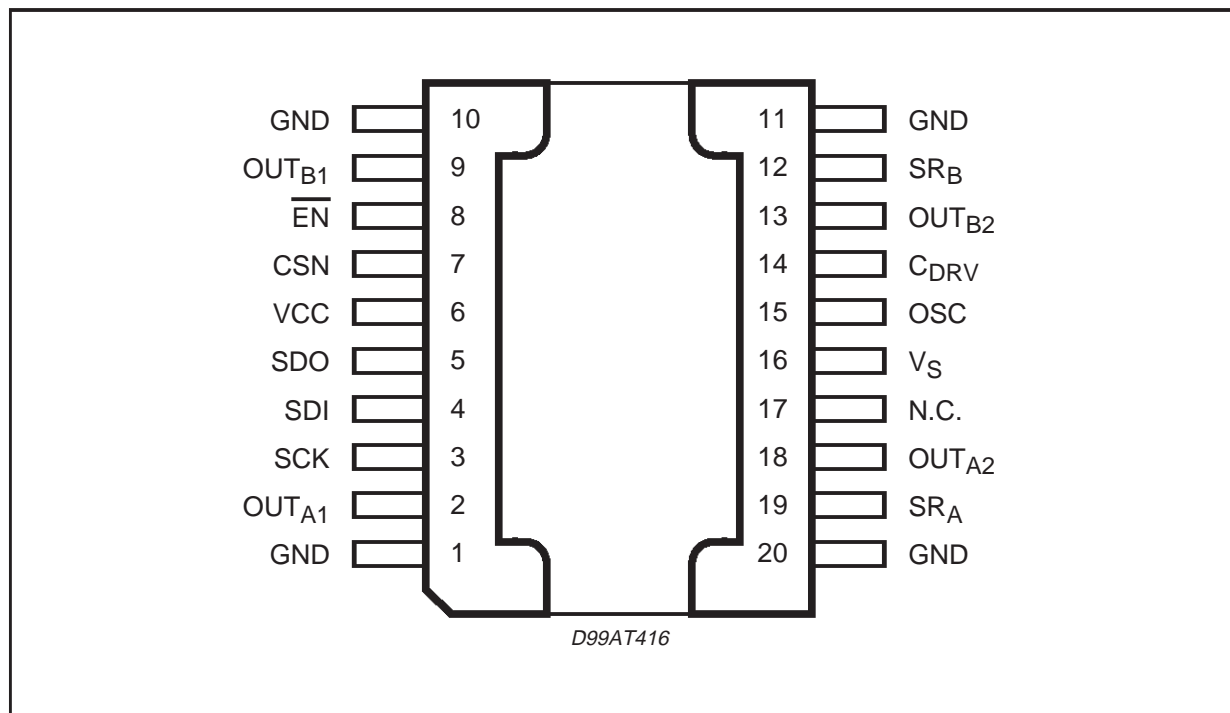 GND 10 11 GND
OUTB1 9 12 SRB
EN 8 13 OUTB2
CSN 7 14 CDRV
VCC 6 15 OSC
SDO 5 16 VS
SDI 4 17 N.C.
SCK 3 18 OUTA2
OUTA1 2 19 SRA
GND 1 20 GND
D99AT416